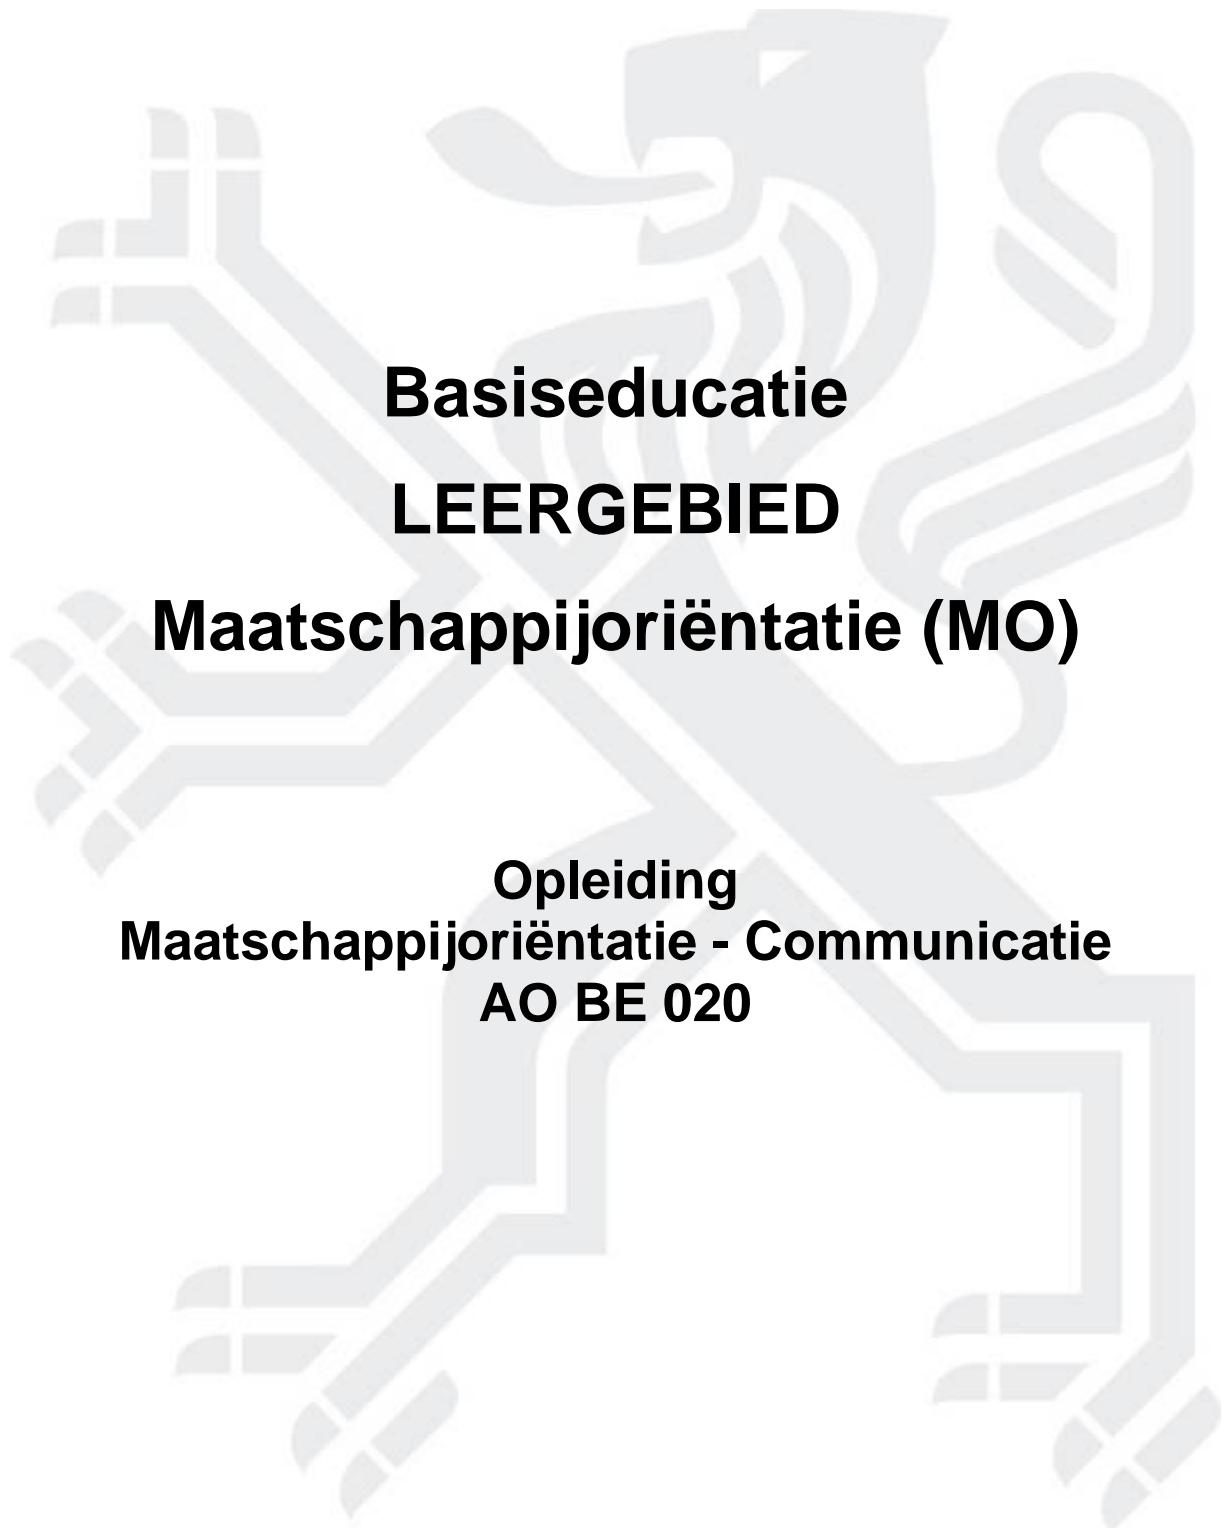 Basiseducatie
LEERGEBIED
Maatschappijoriëntatie (MO)
Opleiding
Maatschappijoriëntatie - Communicatie
AO BE 020